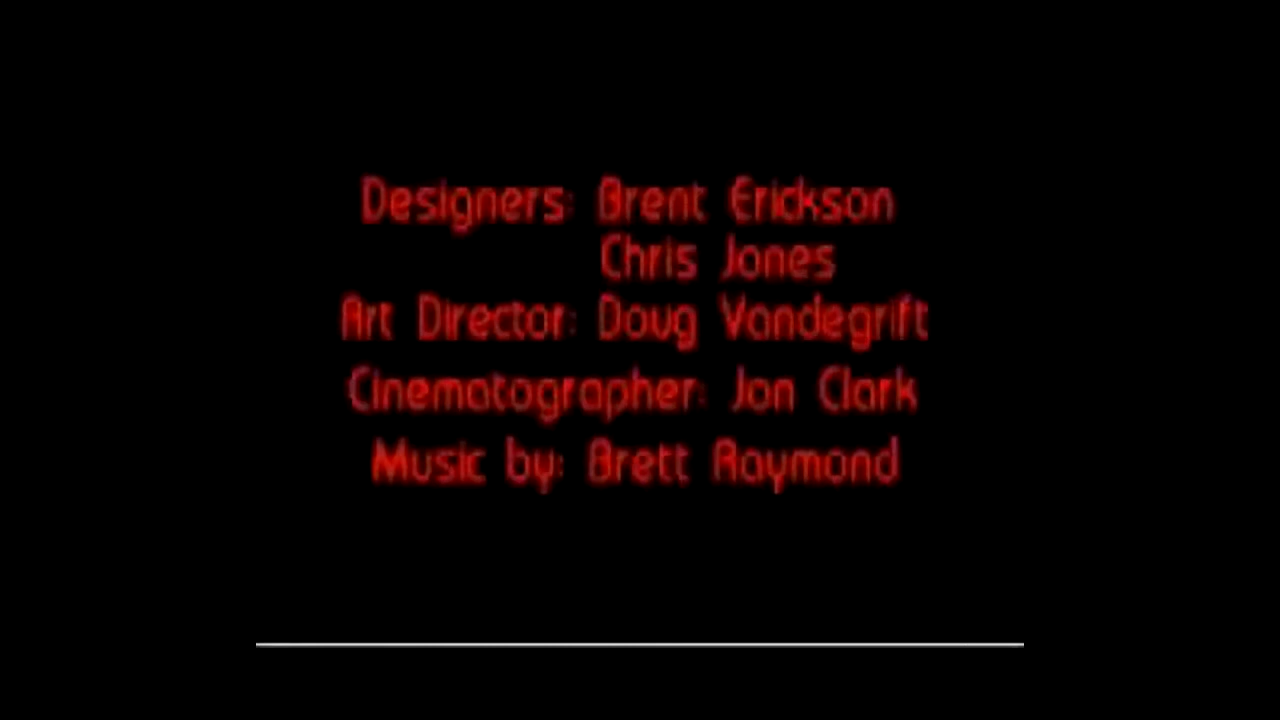 Designers: Brent Erickson
Chris Jones
Art Director: Doug Vandegrift
Cinematographer: Jon Clark
Music by: Brett Raymond